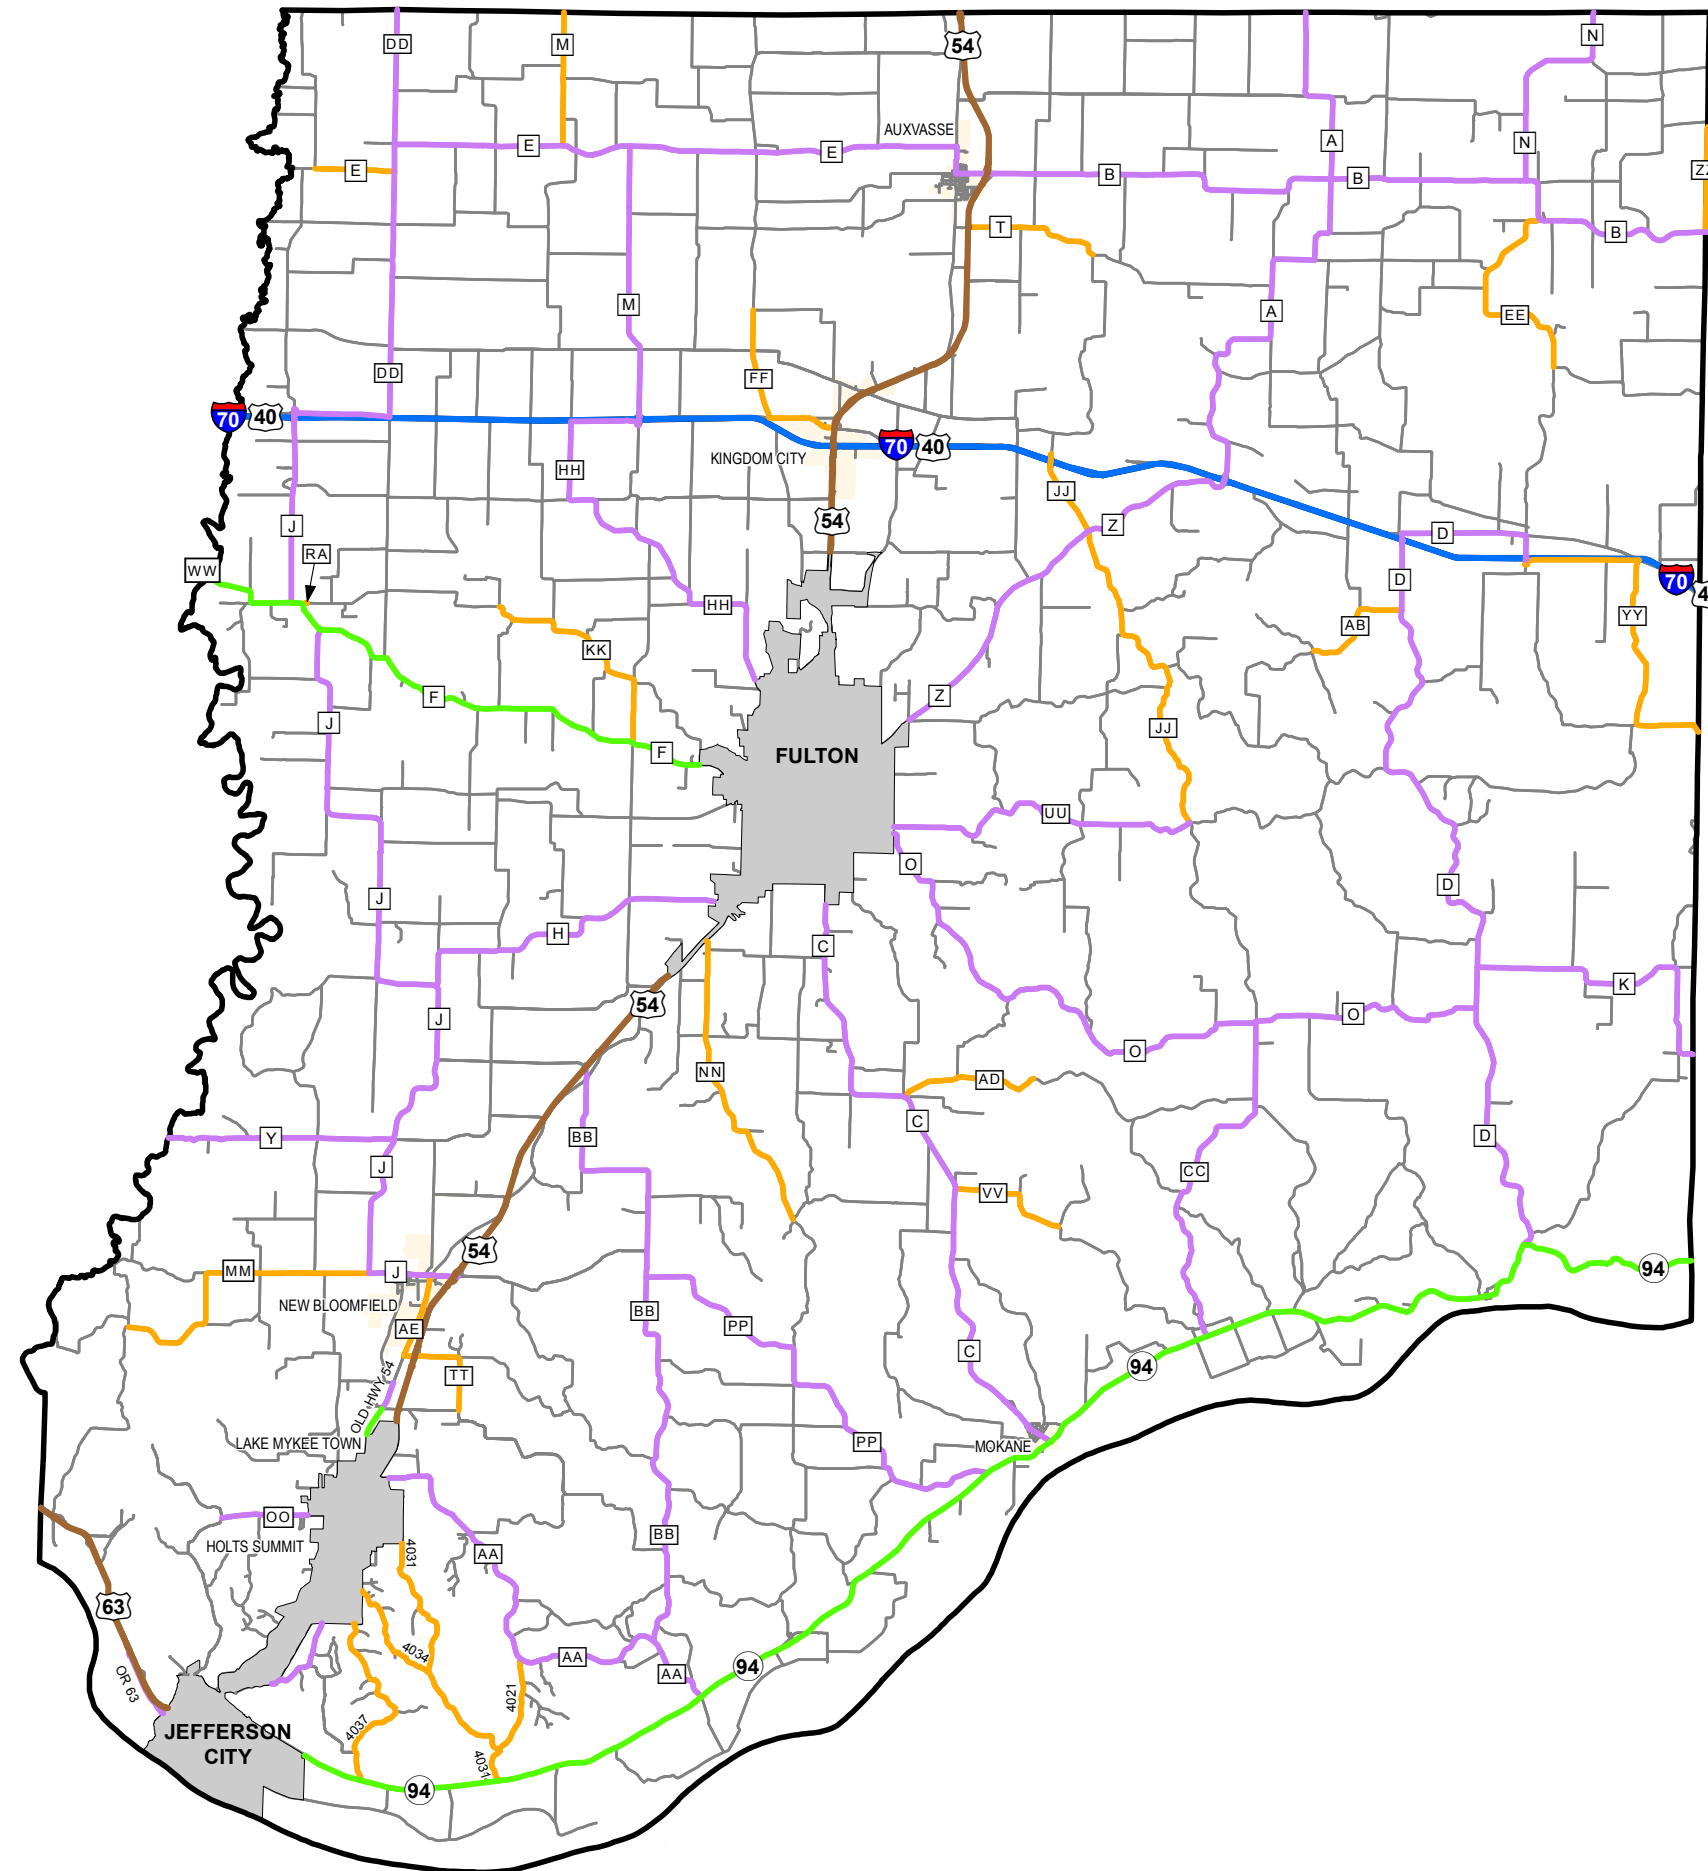 DD
M
54
N
AUXVASSE
E
E
A
N
E
B
B
T
B
M
A
EE
DD
FF
70
40
70
40
KINGDOM CITY
HH
JJ
54
J
Z
D
RA
WW
D
70
HH
AB
YY
KK
F
Z
J
JJ
F
FULTON
UU
O
D
J
H
C
K
54
J
O
O
NN
AD
C
Y
BB
D
J
CC
VV
54
MM
J
94
NEW BLOOMFIELD
BB
AE
PP
C
94
TT
OLD HWY 54
LAKE MYKEE TOWN
PP
MOKANE
OO
BB
HOLTS SUMMIT
4031
AA
63
4034
AA
94
AA
OR 63
4021
4037
JEFFERSON
CITY
4031
94